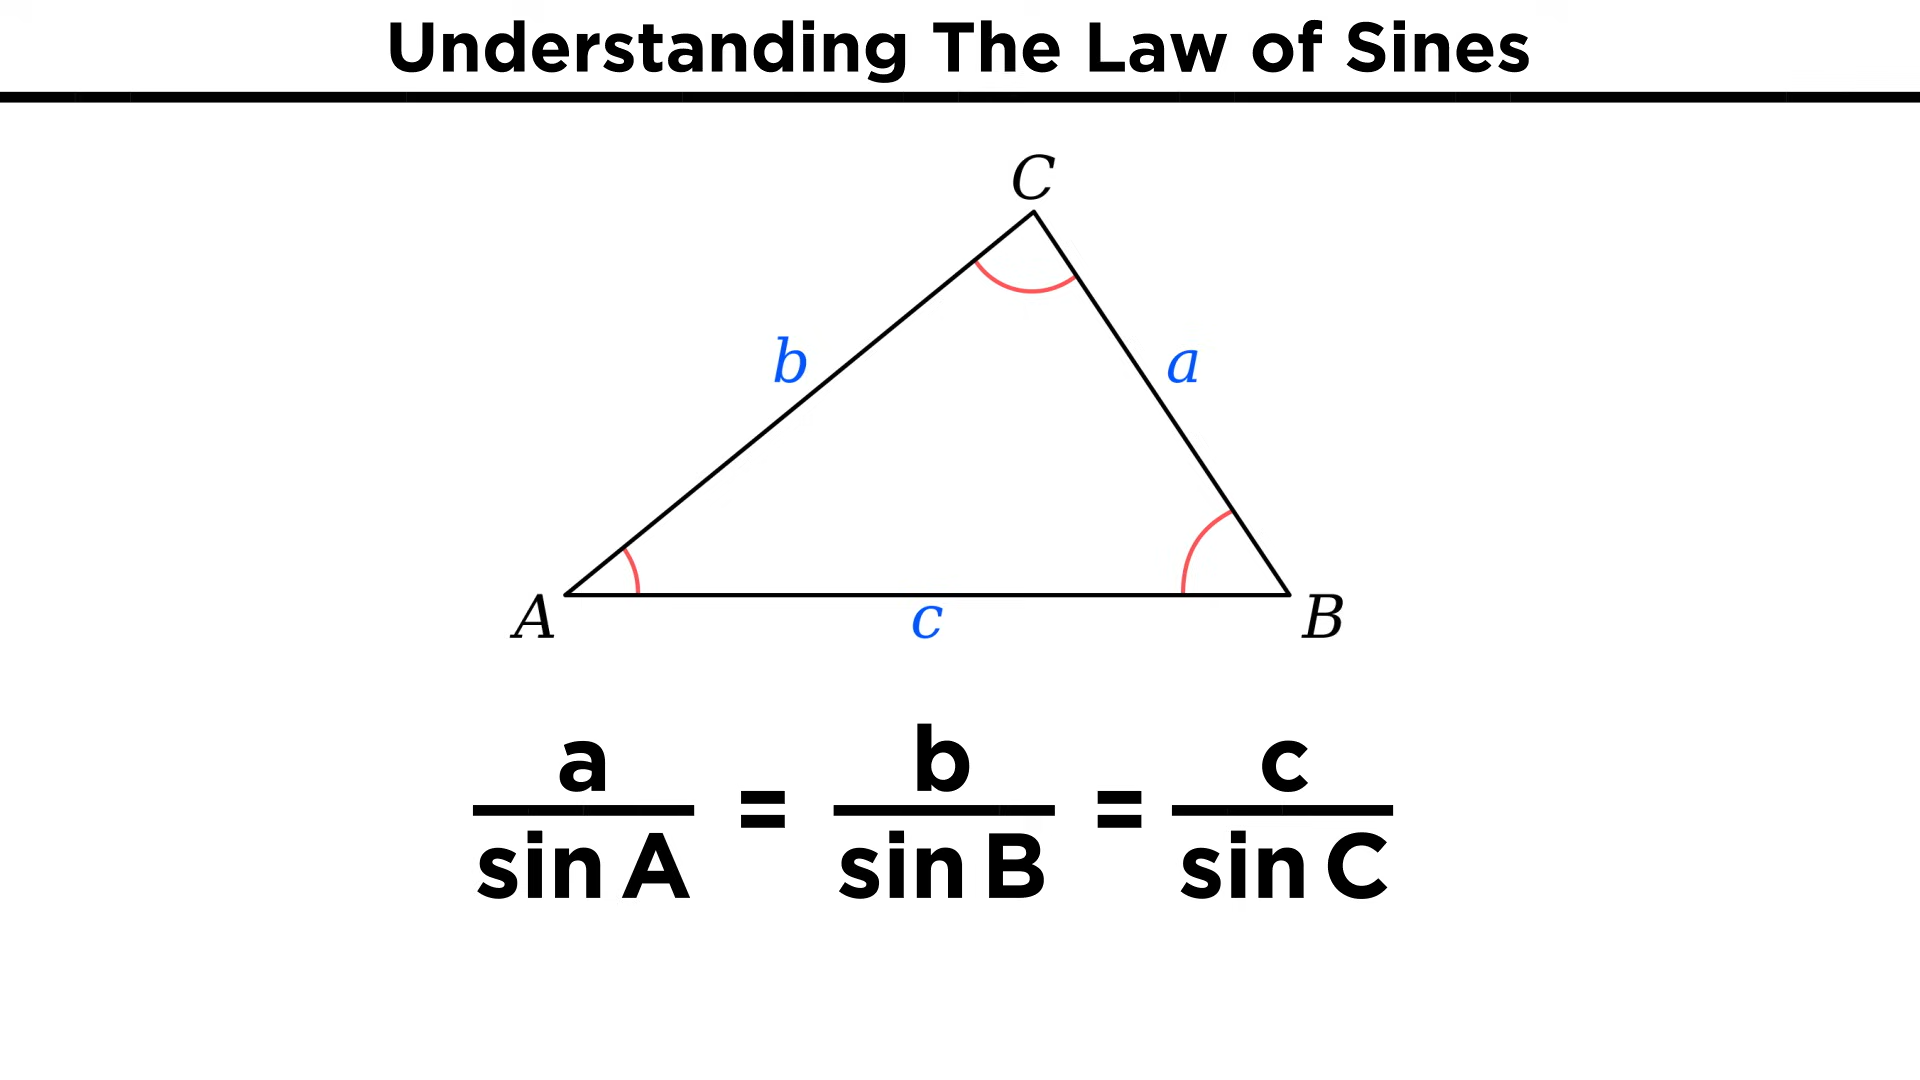 Understanding The Law of Sines
C
b a
A c B
a b c
= =
sin A sin B sin C